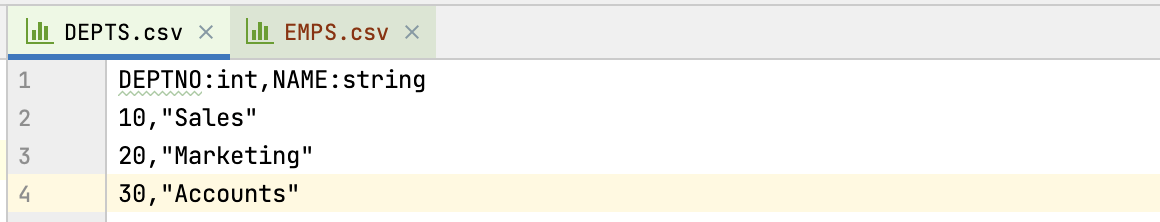 DEPTS.csv EMPS.csv
1 DEPTNO:int,NAME:string
2 10,"Sales"
3 20,"Marketing"
4 30,"Accounts"